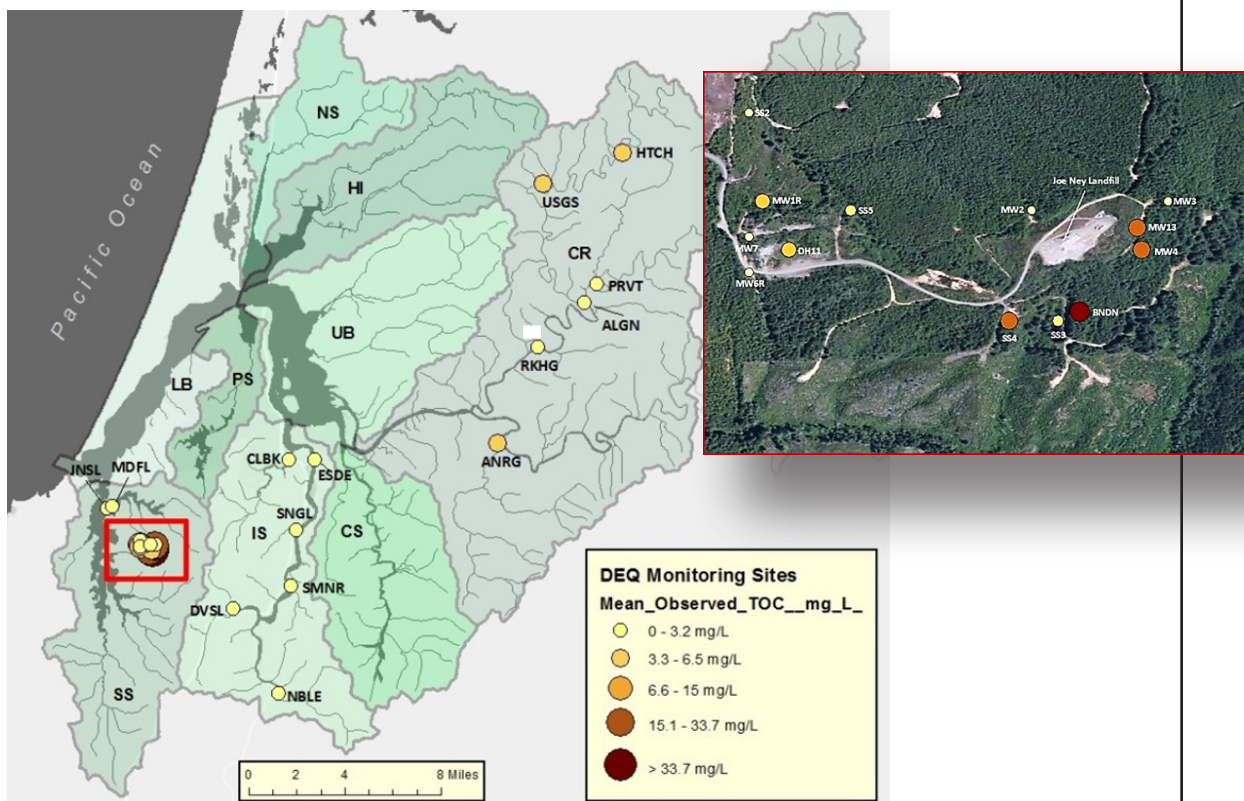 Pacific Ocean
NS
HI
HTCH
USGS
CR
PRVT
ALGN
UB
RKHG
LB
PS
ANRG
JNSL
MDFL
CLBK
ESDE
SNGL
IS
CS
SMNR
DVSL
SS
NBLE
0 2 4 8 Miles
SS2
Joe Ney Landfill
MW1R
SS5
MW2
MW3
MW13
MW7
DH11
MW4
MW6R
BNDN
SS4
SS3
DEQ Monitoring Sites
Mean_Observed_TOC__mg_L_
0 - 3.2 mg/L
3.3 - 6.5 mg/L
6.6 - 15 mg/L
15.1 - 33.7 mg/L
> 33.7 mg/L